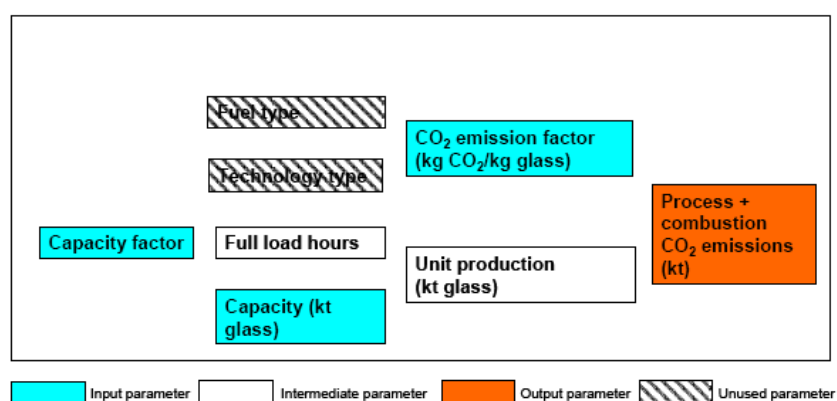 Fuel type
CO₂ emission factor
(kg CO₂/kg glass)
Technology type
Process +
combustion
CO₂ emissions
(kt)
Capacity factor
Full load hours
Unit production
(kt glass)
Capacity (kt
glass)
Input parameter
Intermediate parameter
Output parameter
Unused parameter